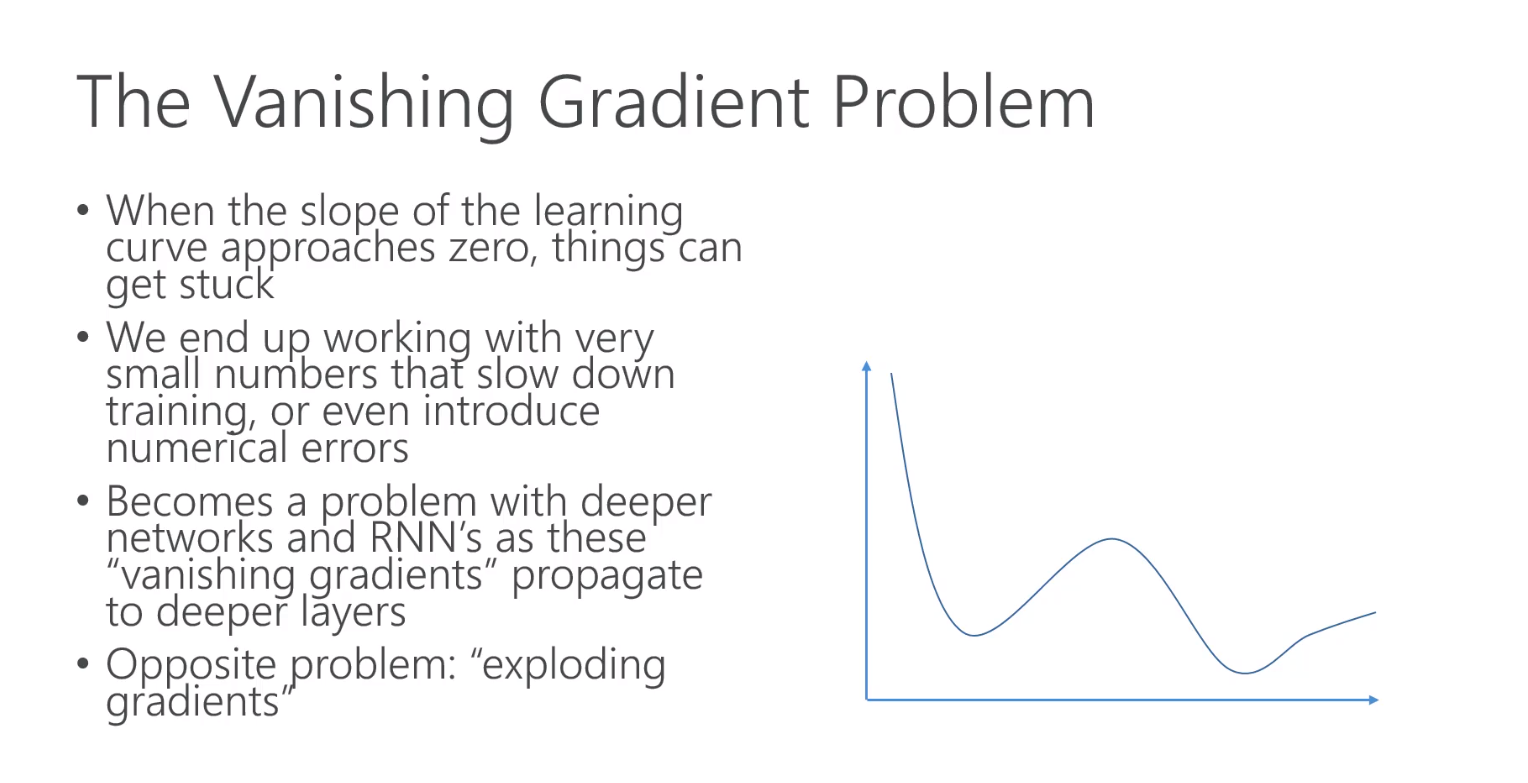 The Vanishing Gradient Problem
• When the slope of the learning
curve approaches zero, things can
get stuck
• We end up working with very
small numbers that slow down
training, or even introduce
numerical errors
• Becomes a problem with deeper
networks and RNN’s as these
“vanishing gradients” propagate
to deeper layers
• Opposite problem: “exploding
gradients”